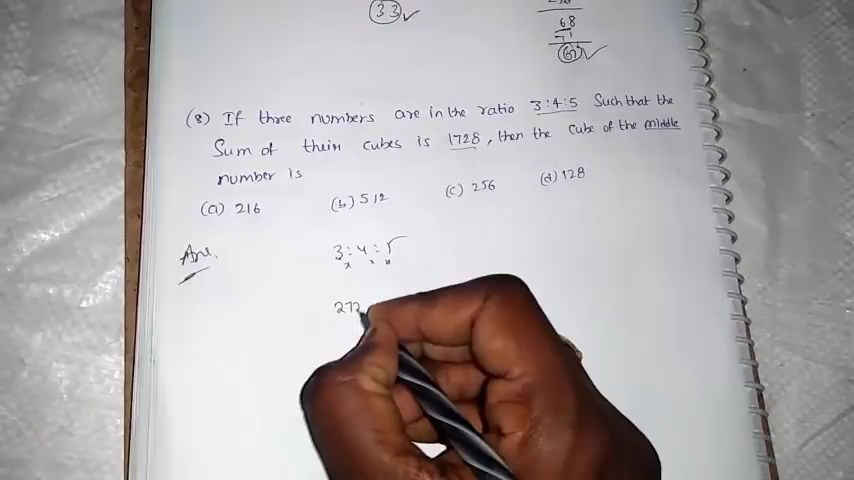 33
68
71
(8) If three numbers are in the ratio 3:4:5 Such that the
Sum of their cubes is 1728, then the cube of the middle
number is
(a) 216 (b) 512 (c) 256 (d) 128
Ans. 3:4:5
x x x
27